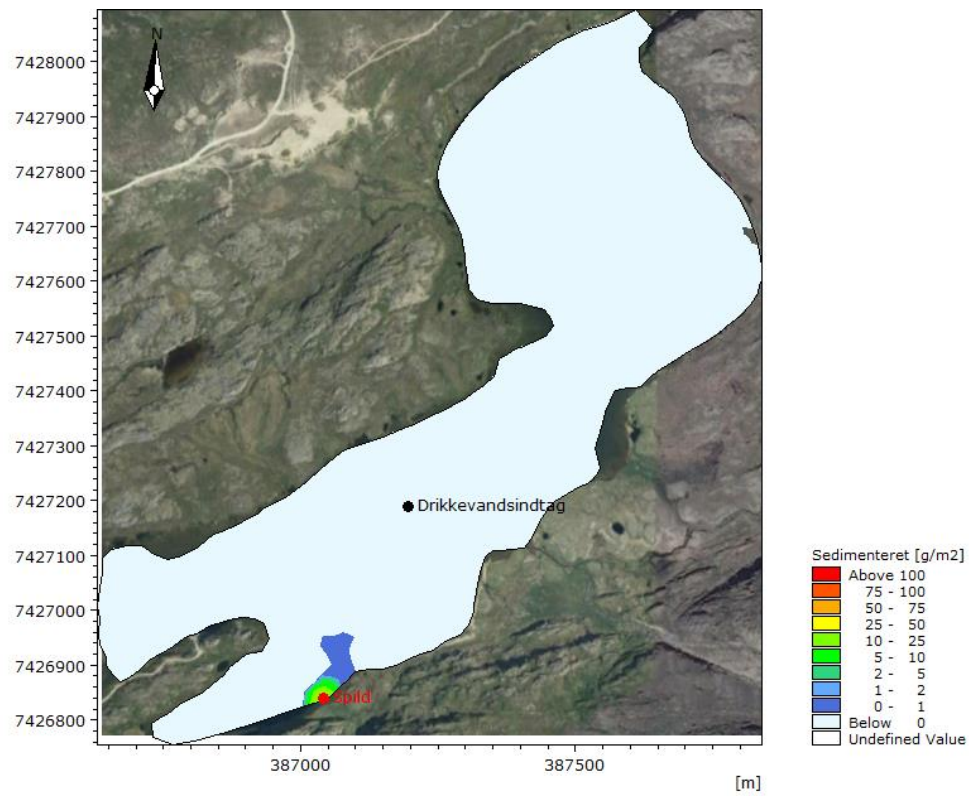 N
7428000
7427900
7427800
7427700
7427600
7427500
7427400
7427300
7427200
7427100
7427000
7426900
7426800
Drikkevandsindtag
Spild
387000
387500
[m]
Sedimenteret [g/m2]
Above 100
75 - 100
50 - 75
25 - 50
10 - 25
5 - 10
2 - 5
1 - 2
0 - 1
Below 0
Undefined Value